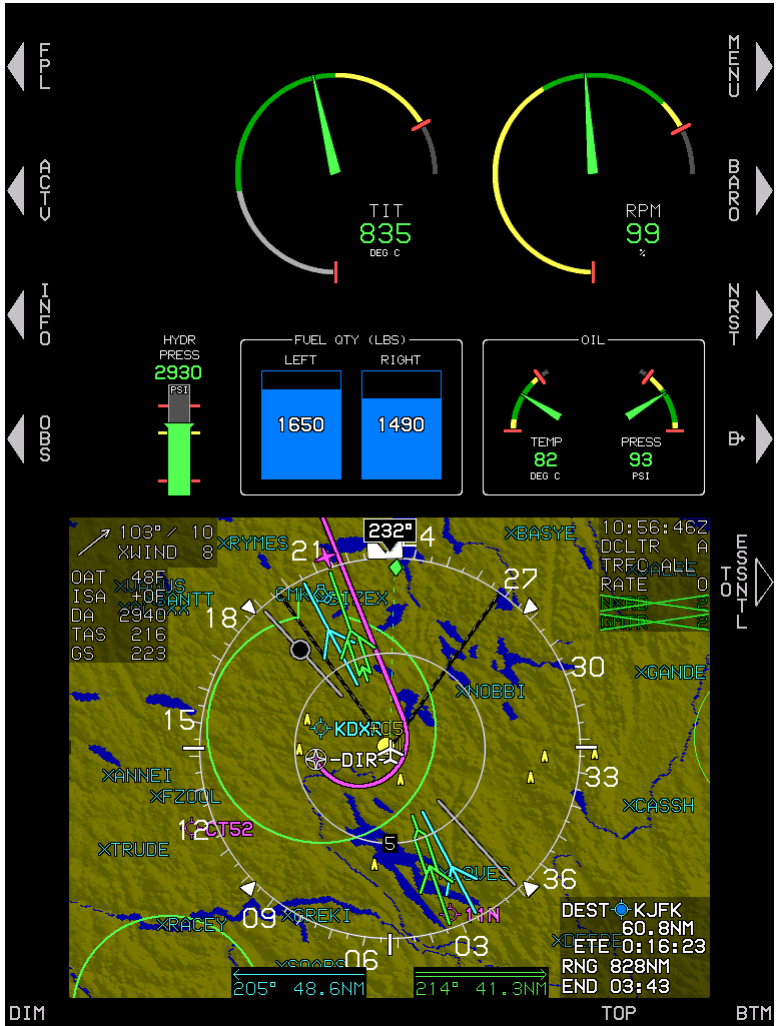 FPL
MENU
ACTV
BARO
TIT
835
DEG C
RPM
99
%
INFO
NRST
HYDR
PRESS
2930
PSI
FUEL QTY (LBS)
LEFT
RIGHT
1650
1490
OIL
TEMP
82
DEG C
PRESS
93
PSI
OBS
103° / 10
XWIND 8
OAT -48F
ISA +0F
DA 2940
TAS 216
GS 223
232°
10:56:46Z
DCLTR A
TRFC ALL
RATE 0
ESSNTL
TO
RYMES
BASYE
21
24
27
30
33
36
03
06
09
12
15
18
NOBBI
GANDE
KDXR
-DIR-
ANNEI
FZOOL
CT52
TRUDE
CASSH
5
RACEY
GREKI
11N
DEST KJFK
60.8NM
ETE 0:16:23
RNG 828NM
END 03:43
205° 48.6NM
214° 41.3NM
DIM
TOP
BTM